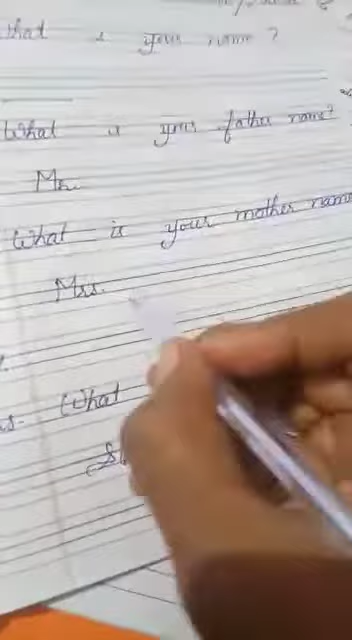 What is your name?
What is your father name?
Mr.
What is your mother name
Mrs.
What